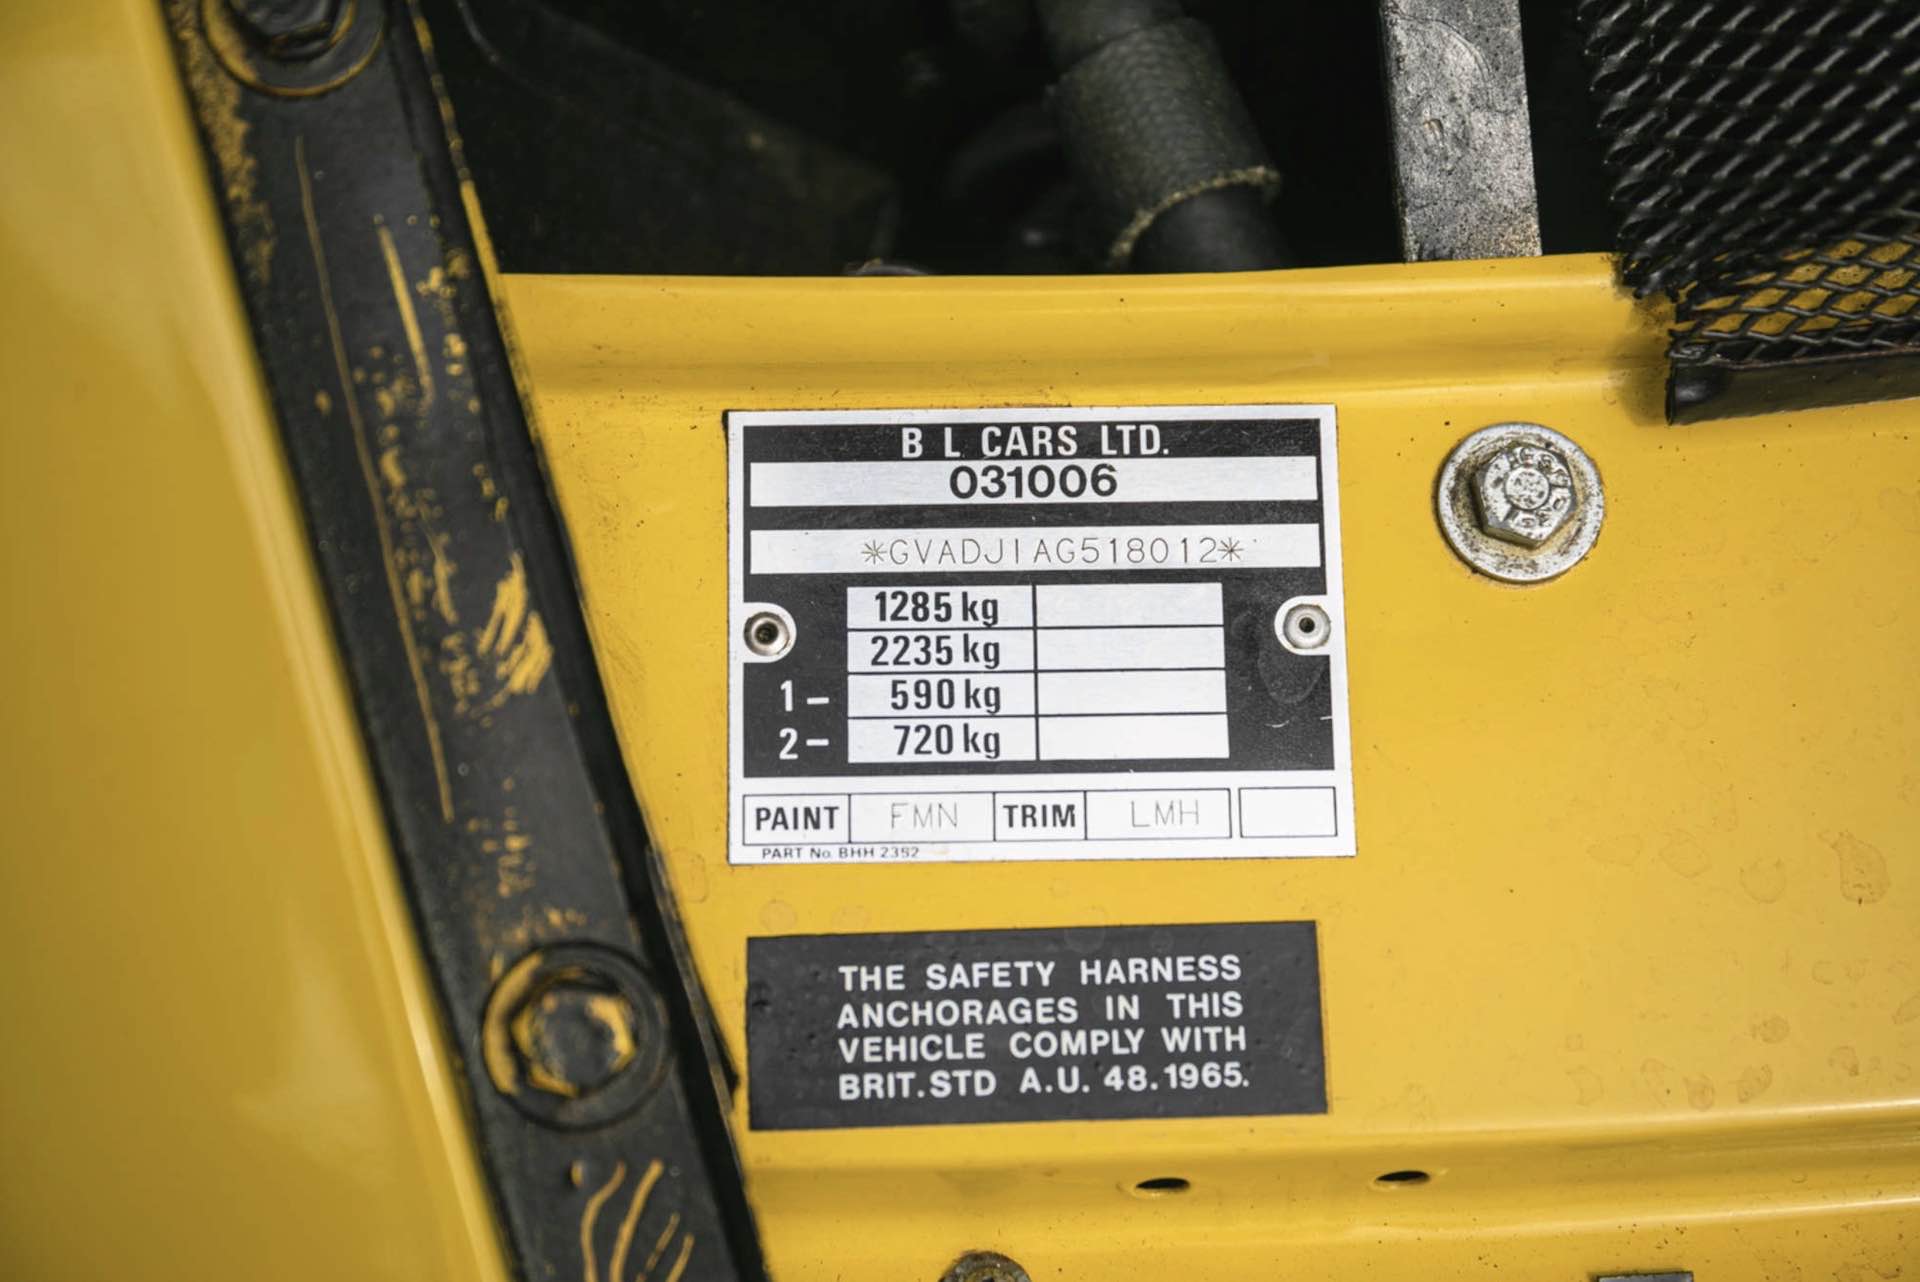 B L CARS LTD.
031006
*GVADJ1AG518012*
1285 kg
2235 kg
1- 590 kg
2- 720 kg
PAINT FMN TRIM LMH
PART No. BHH 2352
THE SAFETY HARNESS
ANCHORAGES IN THIS
VEHICLE COMPLY WITH
BRIT.STD A.U. 48.1965.